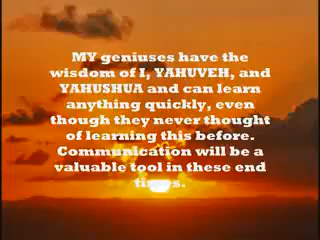 MY geniuses have the
wisdom of I, YAHUVEH, and
YAHUSHUA and can learn
anything quickly, even
though they never thought
of learning this before.
Communication will be a
valuable tool in these end
times.